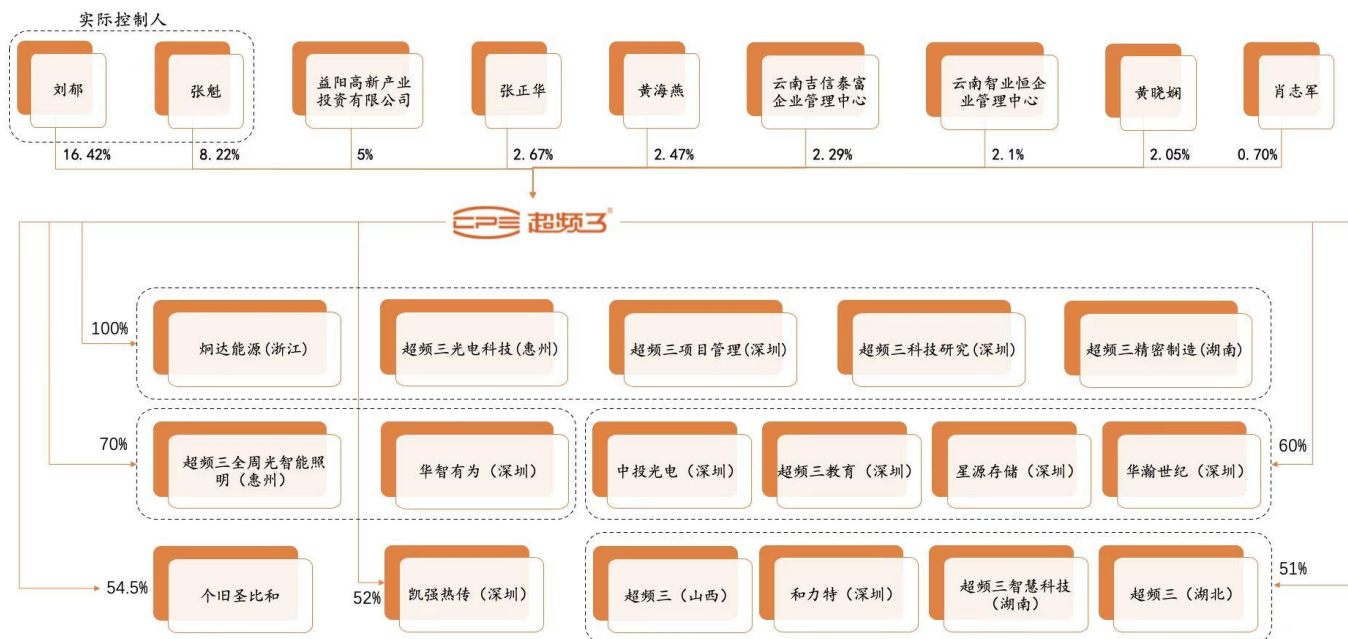 实际控制人
刘郁
张魁
益阳高新产业
投资有限公司
张正华
黄海燕
云南吉信泰富
企业管理中心
云南智业恒企
业管理中心
黄晓娴
肖志军
16.42%
8.22%
5%
2.67%
2.47%
2.29%
2.1%
2.05%
0.70%
CPE 超频3®
100%
炯达能源(浙江)
超频三光电科技(惠州)
超频三项目管理(深圳)
超频三科技研究(深圳)
超频三精密制造(湖南)
70%
超频三全周光智能照
明（惠州）
华智有为（深圳）
中投光电（深圳）
超频三教育（深圳）
星源存储（深圳）
华瀚世纪（深圳）
60%
54.5%
个旧圣比和
52%
凯强热传（深圳）
超频三（山西）
和力特（深圳）
超频三智慧科技
(湖南)
超频三（湖北）
51%